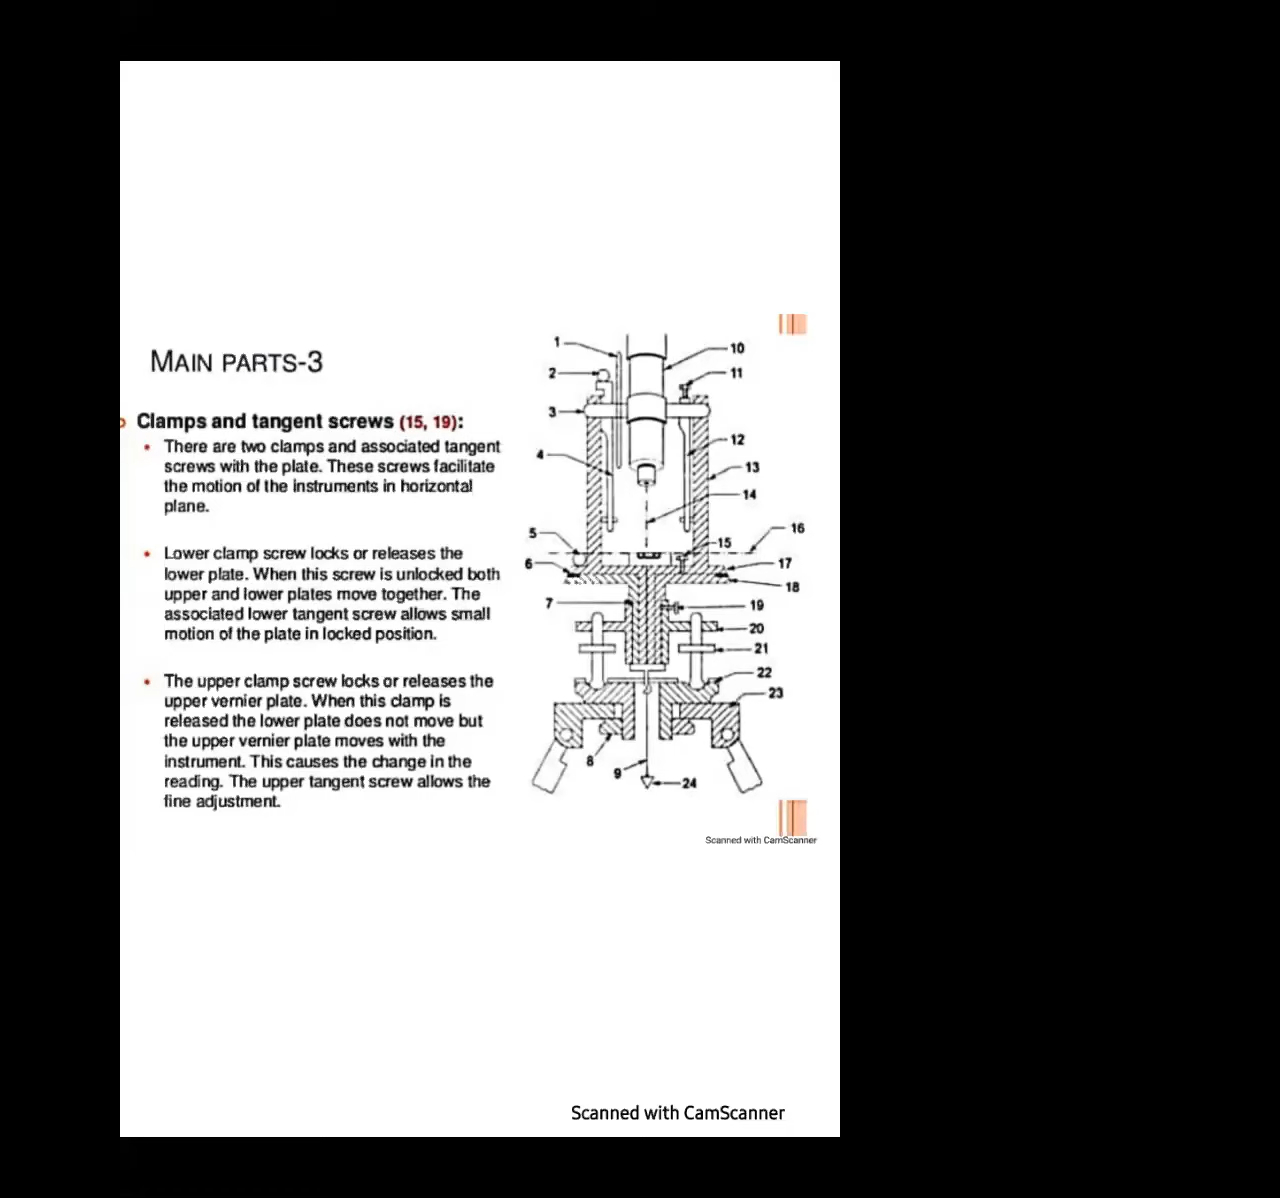 MAIN PARTS-3
Clamps and tangent screws (15, 19):
• There are two clamps and associated tangent
screws with the plate. These screws facilitate
the motion of the instruments in horizontal
plane.
• Lower clamp screw locks or releases the
lower plate. When this screw is unlocked both
upper and lower plates move together. The
associated lower tangent screw allows small
motion of the plate in locked position.
• The upper clamp screw locks or releases the
upper vernier plate. When this clamp is
released the lower plate does not move but
the upper vernier plate moves with the
instrument. This causes the change in the
reading. The upper tangent screw allows the
fine adjustment.
1
2
3
4
5
6
7
8
9
10
11
12
13
14
15
16
17
18
19
20
21
22
23
24
Scanned with CamScanner
Scanned with CamScanner